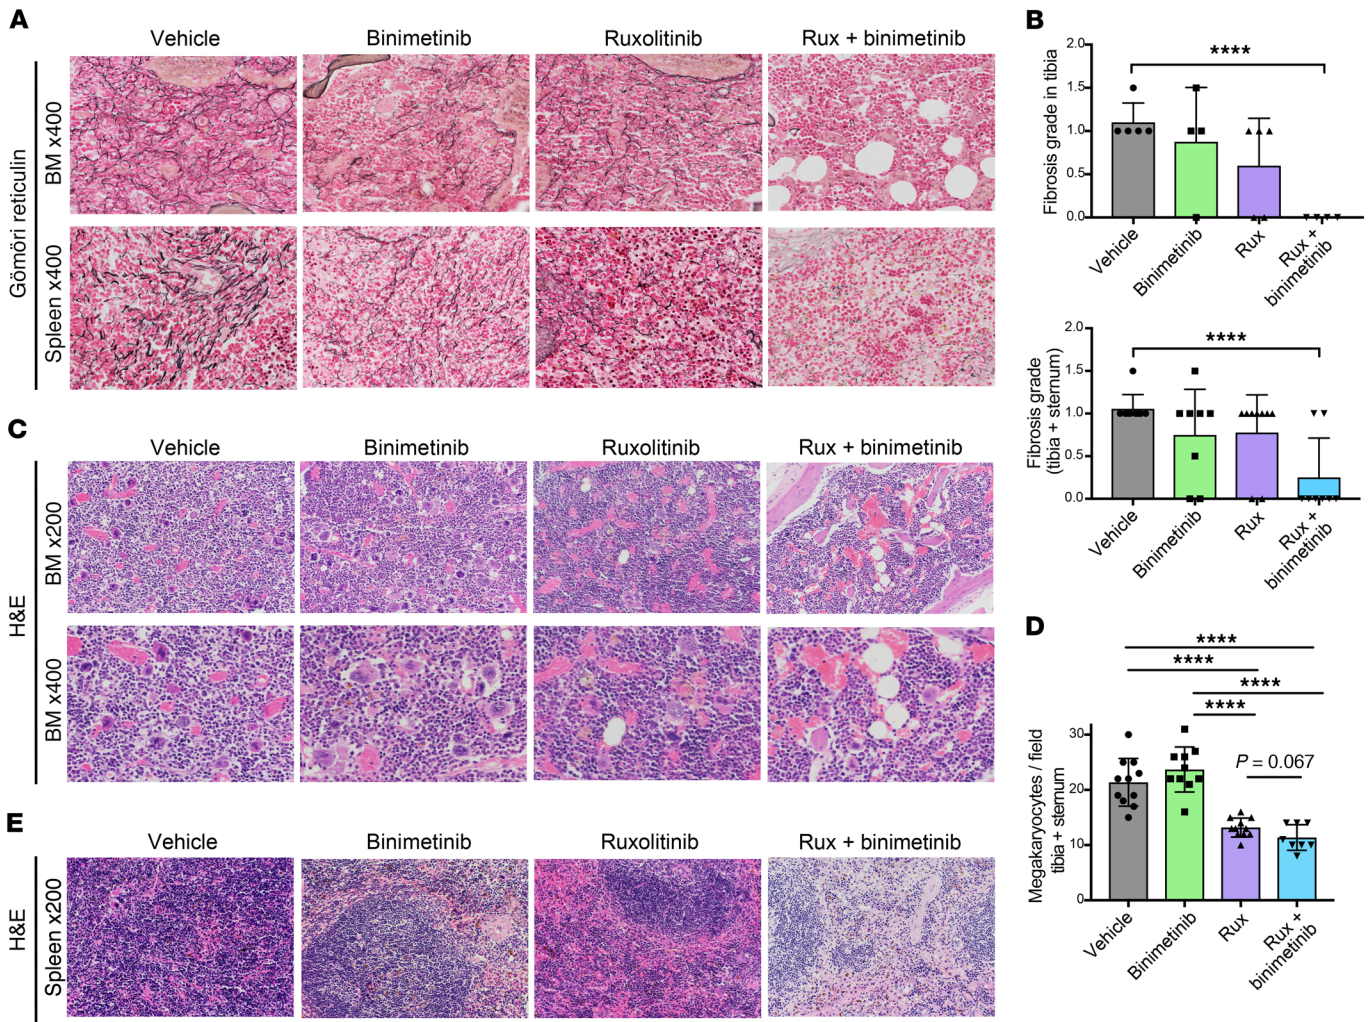 A
Vehicle
Binimetinib
Ruxolitinib
Rux + binimetinib
Gömöri reticulin
BM x400
Spleen x400
B
Fibrosis grade in tibia
2.0
1.5
1.0
0.5
0.0
****
Vehicle
Binimetinib
Rux
Rux +
binimetinib
Fibrosis grade
(tibia + sternum)
2.0
1.5
1.0
0.5
0.0
****
Vehicle
Binimetinib
Rux
Rux +
binimetinib
C
Vehicle
Binimetinib
Ruxolitinib
Rux + binimetinib
H&E
BM x200
BM x400
D
****
****
****
****
P = 0.067
Megakaryocytes / field
tibia + sternum
30
20
10
0
Vehicle
Binimetinib
Rux
Rux +
binimetinib
E
Vehicle
Binimetinib
Ruxolitinib
Rux + binimetinib
H&E
Spleen x200